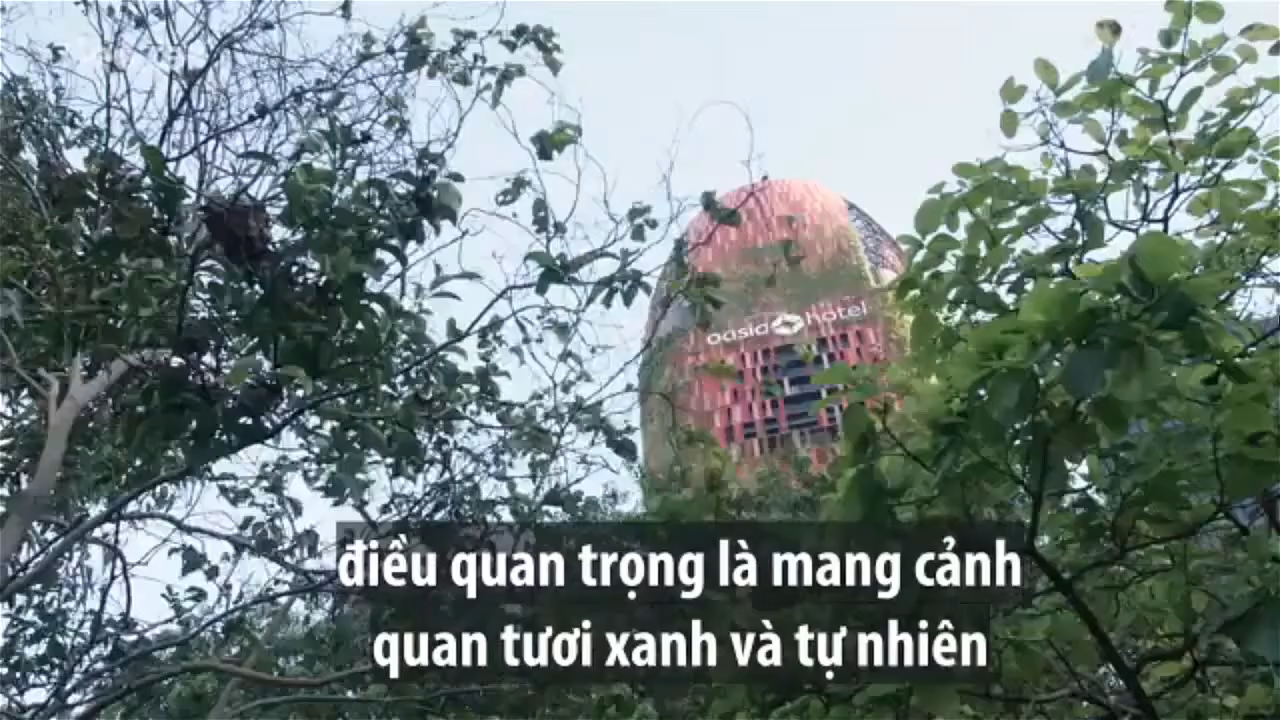 oasia hotel
điều quan trọng là mang cảnh
quan tươi xanh và tự nhiên